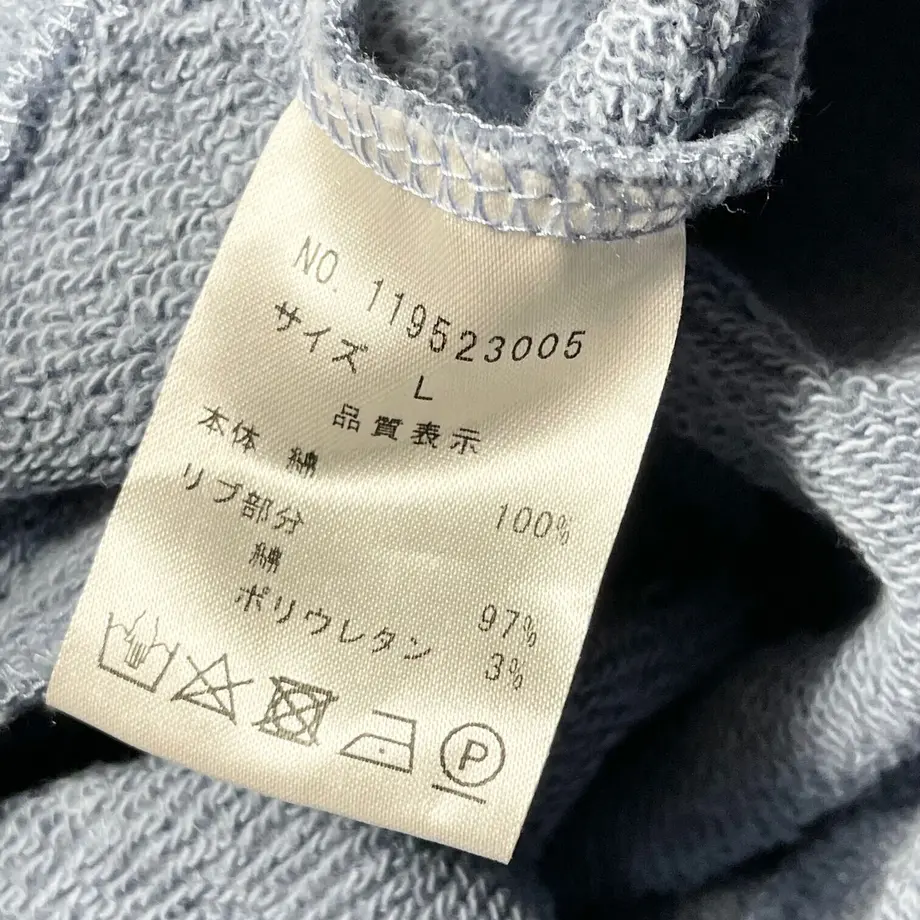 NO. 119523005
サイズ L
品質表示
本体 綿 100%
リブ部分
綿 97%
ポリウレタン 3%
P